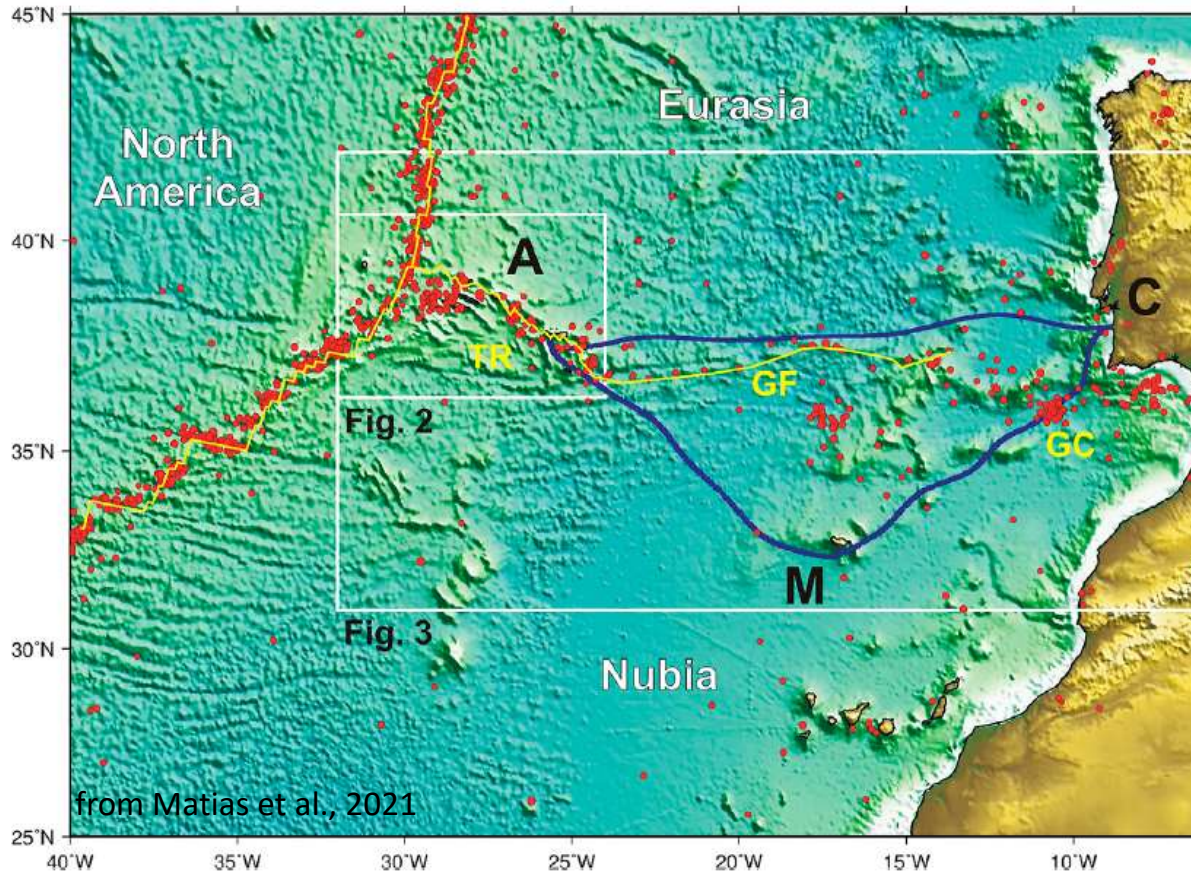 45˚N
40˚N
35˚N
30˚N
25˚N
40˚W
35˚W
30˚W
25˚W
20˚W
15˚W
10˚W
North
America
Eurasia
A
C
TR
GF
Fig. 2
GC
M
Fig. 3
Nubia
from Matias et al., 2021